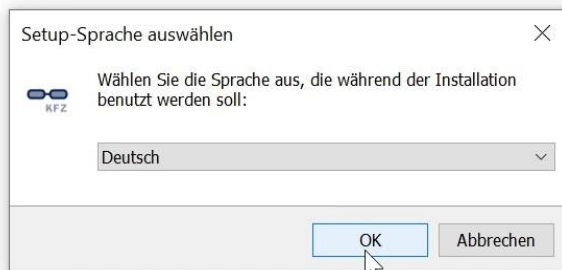 Setup-Sprache auswählen
Wählen Sie die Sprache aus, die während der Installation
benutzt werden soll:
KFZ
Deutsch
OK
Abbrechen